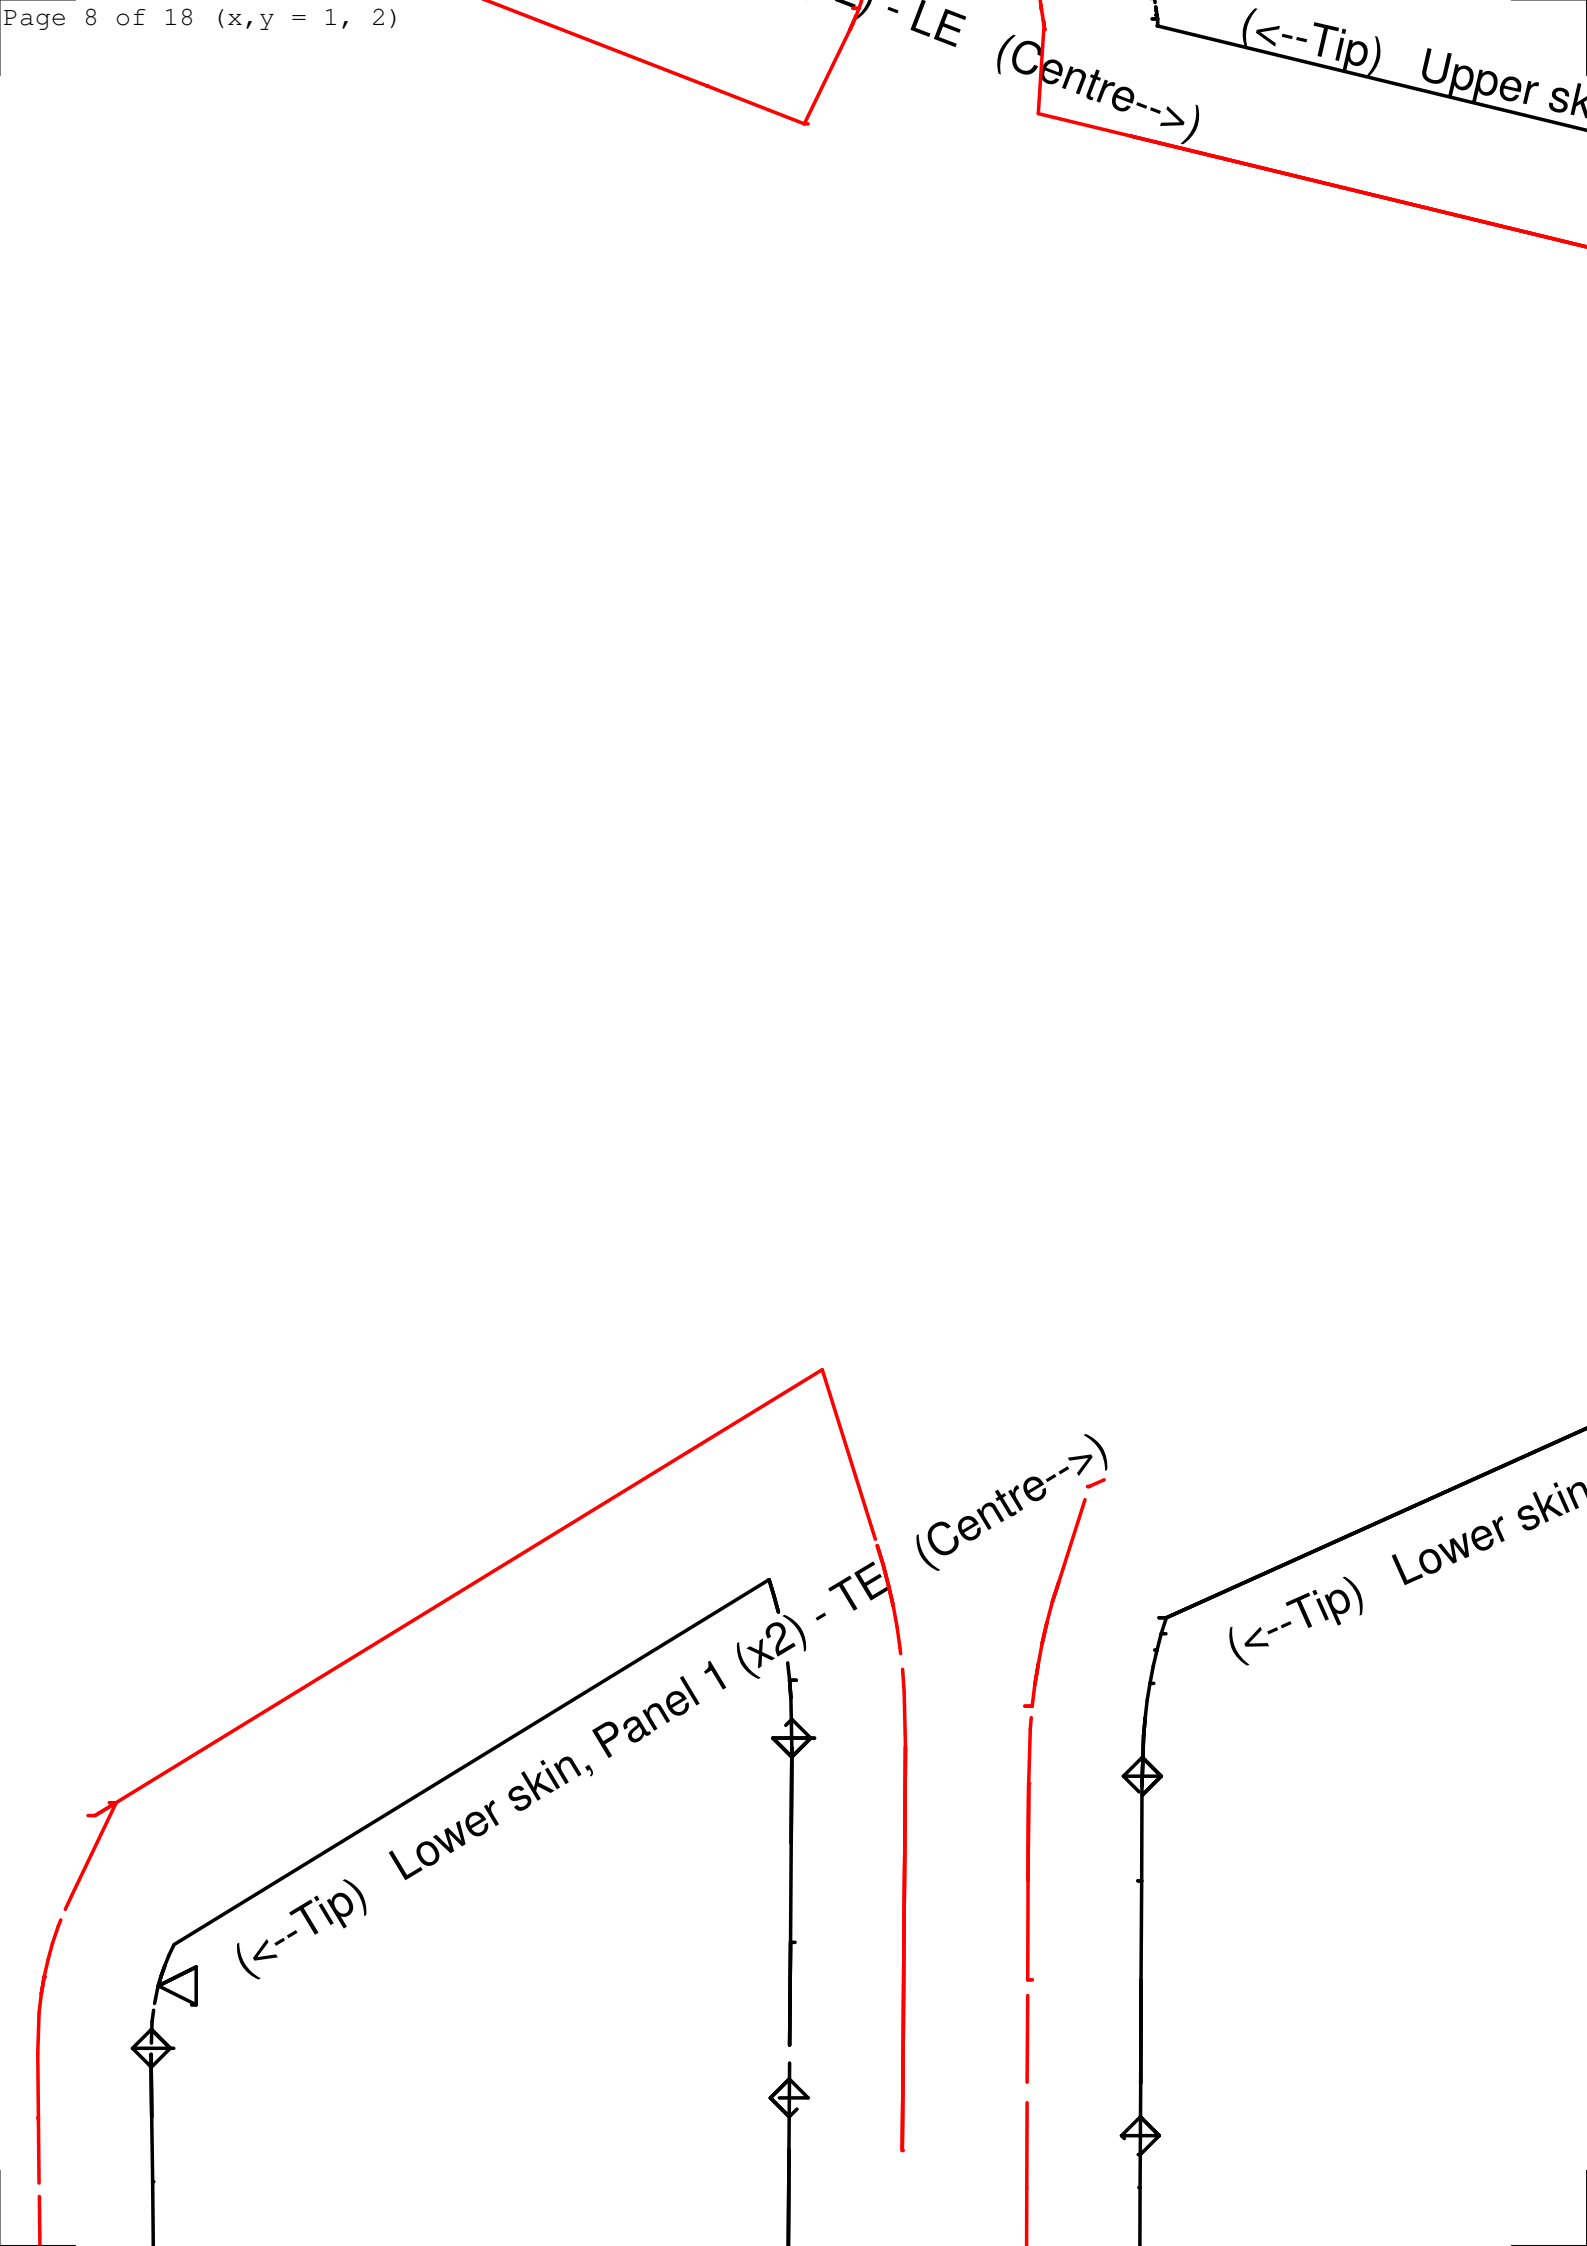 Page 8 of 18 (x,y = 1, 2)
) - LE (Centre-->)
(<--Tip) Upper sk
(<--Tip) Lower skin, Panel 1 (x2) - TE (Centre-->)
(<--Tip) Lower skin